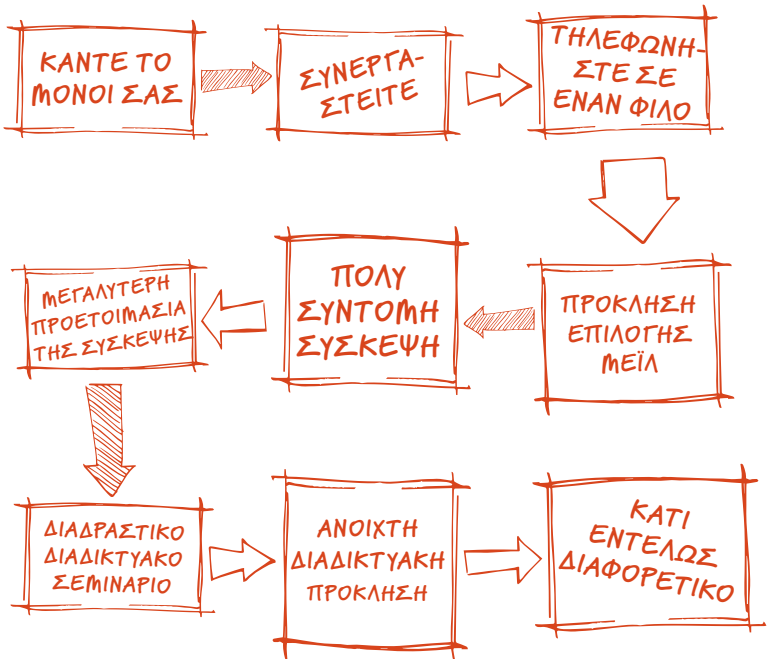 ΚΑΝΤΕ ΤΟ
ΜΟΝΟΙ ΣΑΣ
ΣΥΝΕΡΓΑ-
ΣΤΕΙΤΕ
ΤΗΛΕΦΩΝΗ-
ΣΤΕ ΣΕ
ΕΝΑΝ ΦΙΛΟ
ΠΡΟΚΛΗΣΗ
ΕΠΙΛΟΓΗΣ
ΜΕΪΛ
ΠΟΛΥ
ΣΥΝΤΟΜΗ
ΣΥΣΚΕΨΗ
ΜΕΓΑΛΥΤΕΡΗ
ΠΡΟΕΤΟΙΜΑΣΙΑ
ΤΗΣ ΣΥΣΚΕΨΗΣ
ΔΙΑΔΡΑΣΤΙΚΟ
ΔΙΑΔΙΚΤΥΑΚΟ
ΣΕΜΙΝΑΡΙΟ
ΑΝΟΙΧΤΗ
ΔΙΑΔΙΚΤΥΑΚΗ
ΠΡΟΚΛΗΣΗ
ΚΑΤΙ
ΕΝΤΕΛΩΣ
ΔΙΑΦΟΡΕΤΙΚΟ